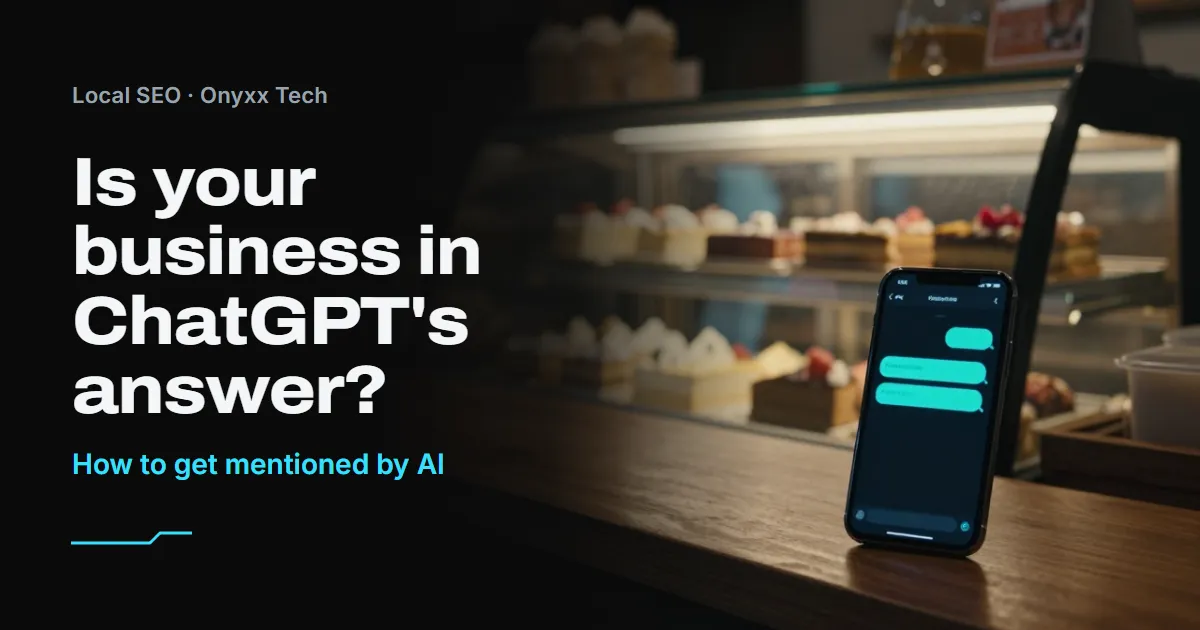 Local SEO · Onyxx Tech
Is your
business in
ChatGPT's
answer?
How to get mentioned by AI